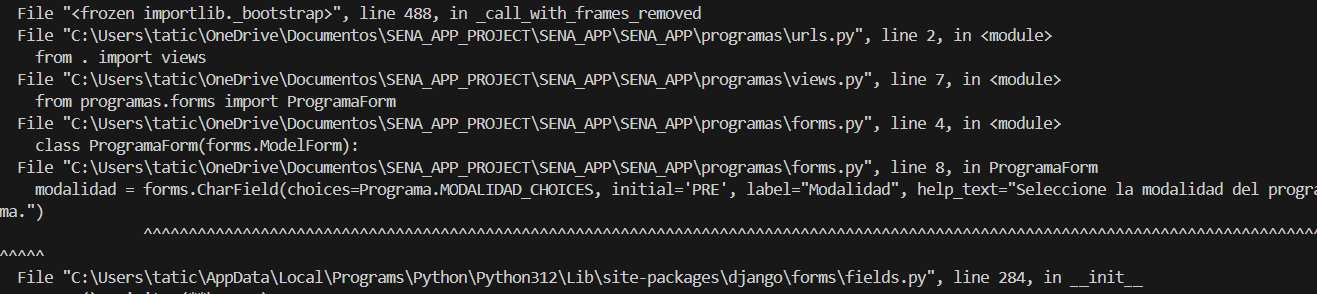 File "<frozen importlib._bootstrap>", line 488, in _call_with_frames_removed
File "C:\Users\tatic\OneDrive\Documentos\SENA_APP_PROJECT\SENA_APP\SENA_APP\programas\urls.py", line 2, in <module>
from . import views
File "C:\Users\tatic\OneDrive\Documentos\SENA_APP_PROJECT\SENA_APP\SENA_APP\programas\views.py", line 7, in <module>
from programas.forms import ProgramaForm
File "C:\Users\tatic\OneDrive\Documentos\SENA_APP_PROJECT\SENA_APP\SENA_APP\programas\forms.py", line 4, in <module>
class ProgramaForm(forms.ModelForm):
File "C:\Users\tatic\OneDrive\Documentos\SENA_APP_PROJECT\SENA_APP\SENA_APP\programas\forms.py", line 8, in ProgramaForm
modalidad = forms.CharField(choices=Programa.MODALIDAD_CHOICES, initial='PRE', label="Modalidad", help_text="Seleccione la modalidad del progra
ma.")
^^^^^^^^^^^^^^^^^^^^^^^^^^^^^^^^^^^^^^^^^^^^^^^^^^^^^^^^^^^^^^^^^^^^^^^^^^^^^^^^^^^^^^^^^^^^^^^^^^^^^^^^^^^^^^^^^^^^^^^^^^^^^^^^^^^
^^^^^
File "C:\Users\tatic\AppData\Local\Programs\Python\Python312\Lib\site-packages\django\forms\fields.py", line 284, in __init__